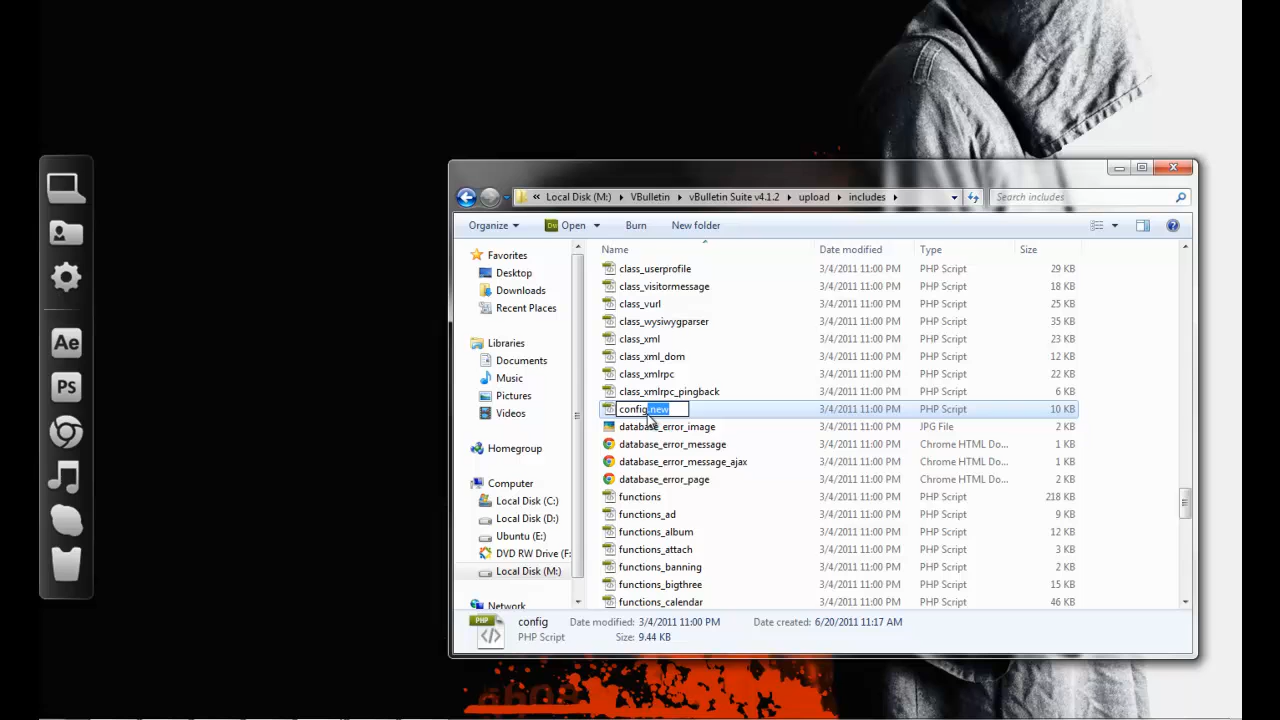 « Local Disk (M:) ▸ VBulletin ▸ vBulletin Suite v4.1.2 ▸ upload ▸ includes ▸
Search includes
Organize
Dw Open
Burn
New folder
Favorites
Desktop
Downloads
Recent Places
Libraries
Documents
Music
Pictures
Videos
Homegroup
Computer
Local Disk (C:)
Local Disk (D:)
Ubuntu (E:)
DVD RW Drive (F:
Local Disk (M:)
Network
Name Date modified Type Size
class_userprofile 3/4/2011 11:00 PM PHP Script 29 KB
class_visitormessage 3/4/2011 11:00 PM PHP Script 18 KB
class_vurl 3/4/2011 11:00 PM PHP Script 25 KB
class_wysiwygparser 3/4/2011 11:00 PM PHP Script 35 KB
class_xml 3/4/2011 11:00 PM PHP Script 23 KB
class_xml_dom 3/4/2011 11:00 PM PHP Script 12 KB
class_xmlrpc 3/4/2011 11:00 PM PHP Script 22 KB
class_xmlrpc_pingback 3/4/2011 11:00 PM PHP Script 6 KB
config.new 3/4/2011 11:00 PM PHP Script 10 KB
database_error_image 3/4/2011 11:00 PM JPG File 2 KB
database_error_message 3/4/2011 11:00 PM Chrome HTML Do... 1 KB
database_error_message_ajax 3/4/2011 11:00 PM Chrome HTML Do... 1 KB
database_error_page 3/4/2011 11:00 PM Chrome HTML Do... 2 KB
functions 3/4/2011 11:00 PM PHP Script 218 KB
functions_ad 3/4/2011 11:00 PM PHP Script 9 KB
functions_album 3/4/2011 11:00 PM PHP Script 12 KB
functions_attach 3/4/2011 11:00 PM PHP Script 3 KB
functions_banning 3/4/2011 11:00 PM PHP Script 2 KB
functions_bigthree 3/4/2011 11:00 PM PHP Script 15 KB
functions_calendar 3/4/2011 11:00 PM PHP Script 46 KB
PHP
config Date modified: 3/4/2011 11:00 PM Date created: 6/20/2011 11:17 AM
PHP Script Size: 9.44 KB
Ae
Ps